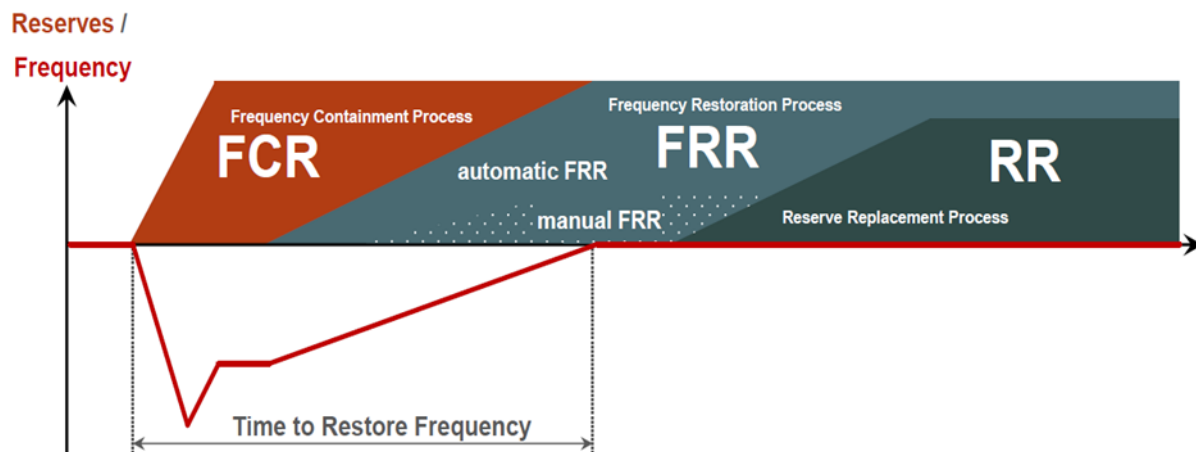 Reserves /
Frequency
Frequency Containment Process
FCR
Frequency Restoration Process
FRR
automatic FRR
manual FRR
RR
Reserve Replacement Process
Time to Restore Frequency